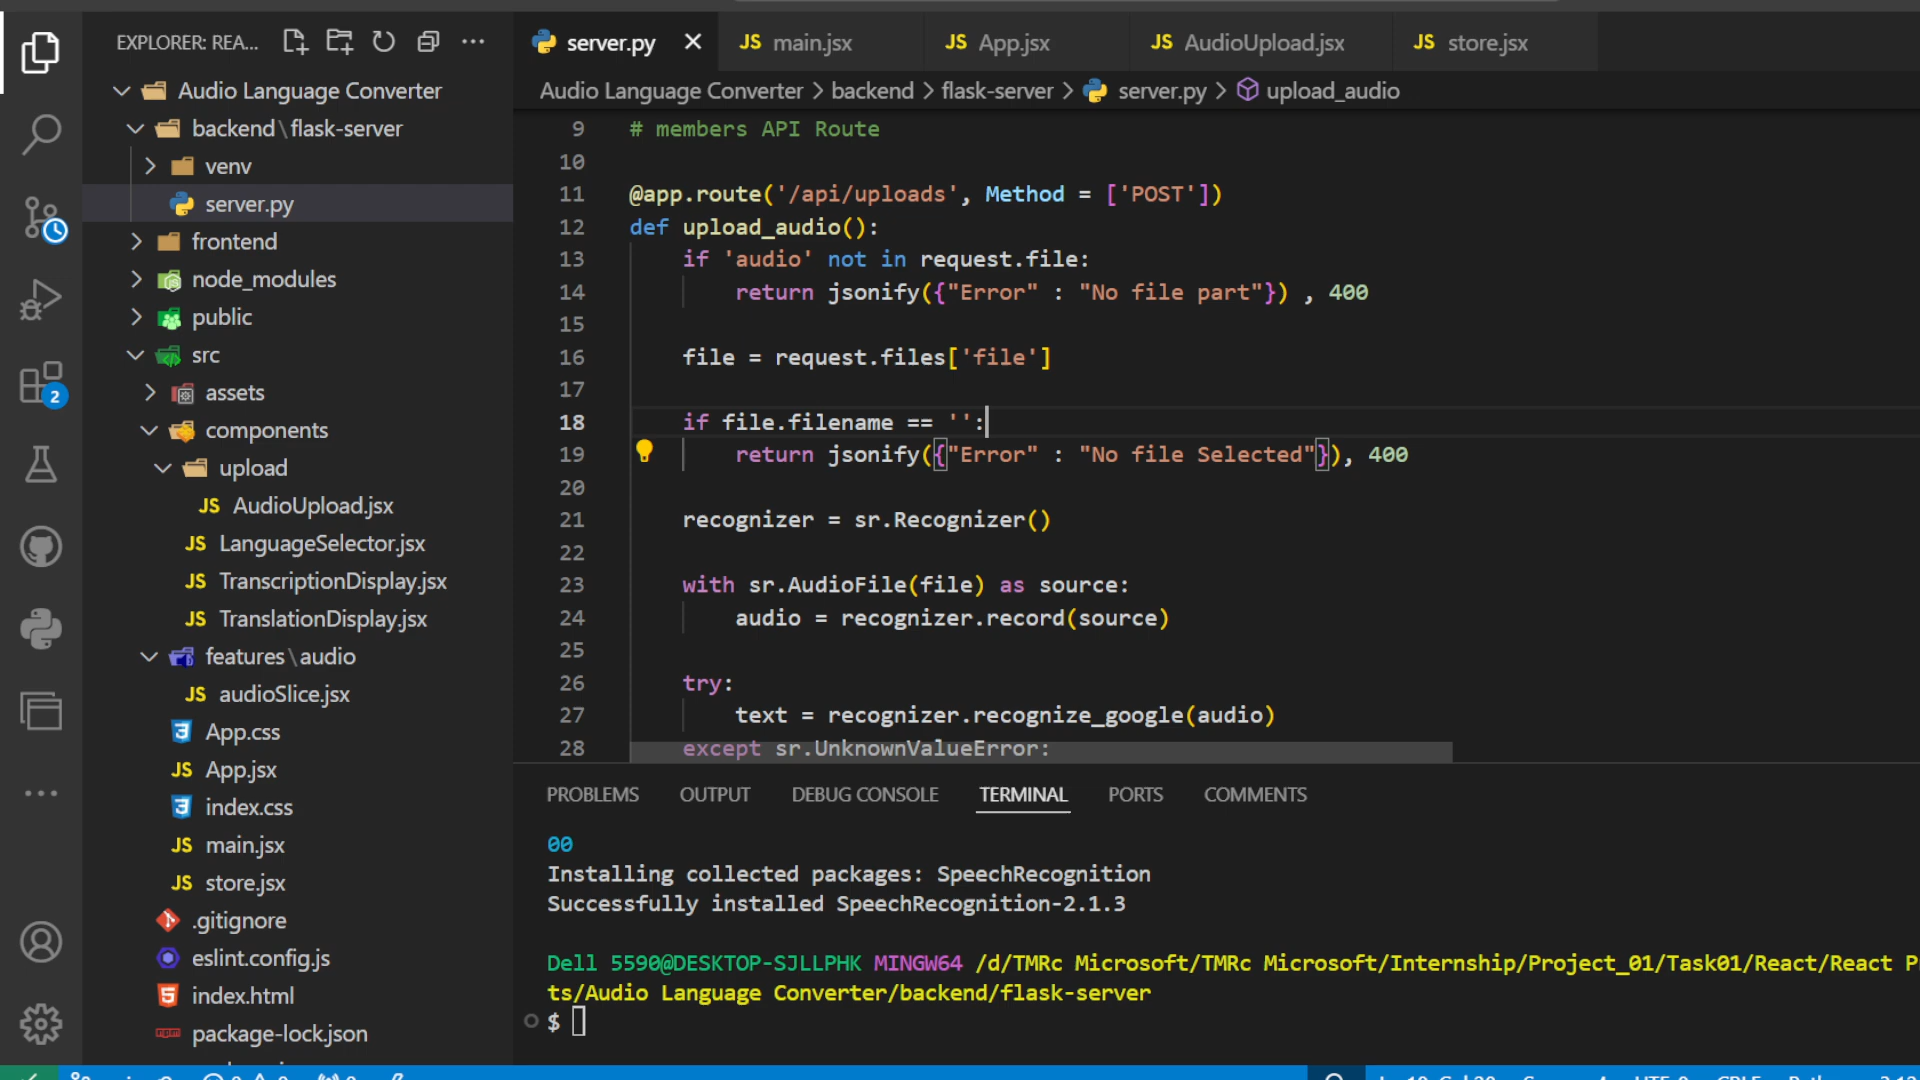 EXPLORER: REA...
Audio Language Converter
backend\flask-server
venv
server.py
frontend
node_modules
public
src
assets
components
upload
JS AudioUpload.jsx
JS LanguageSelector.jsx
JS TranscriptionDisplay.jsx
JS TranslationDisplay.jsx
features\audio
JS audioSlice.jsx
App.css
JS App.jsx
index.css
JS main.jsx
JS store.jsx
.gitignore
eslint.config.js
index.html
package-lock.json
2
server.py
JS main.jsx
JS App.jsx
JS AudioUpload.jsx
JS store.jsx
Audio Language Converter > backend > flask-server > server.py > upload_audio
9 # members API Route
10
11 @app.route('/api/uploads', Method = ['POST'])
12 def upload_audio():
13 if 'audio' not in request.file:
14 return jsonify({"Error" : "No file part"}) , 400
15
16 file = request.files['file']
17
18 if file.filename == '':
19 return jsonify({"Error" : "No file Selected"}), 400
20
21 recognizer = sr.Recognizer()
22
23 with sr.AudioFile(file) as source:
24 audio = recognizer.record(source)
25
26 try:
27 text = recognizer.recognize_google(audio)
28 except sr.UnknownValueError:
PROBLEMS OUTPUT DEBUG CONSOLE TERMINAL PORTS COMMENTS
00
Installing collected packages: SpeechRecognition
Successfully installed SpeechRecognition-2.1.3
Dell 5590@DESKTOP-SJLLPHK MINGW64 /d/TMRc Microsoft/TMRc Microsoft/Internship/Project_01/Task01/React/React
ts/Audio Language Converter/backend/flask-server
$